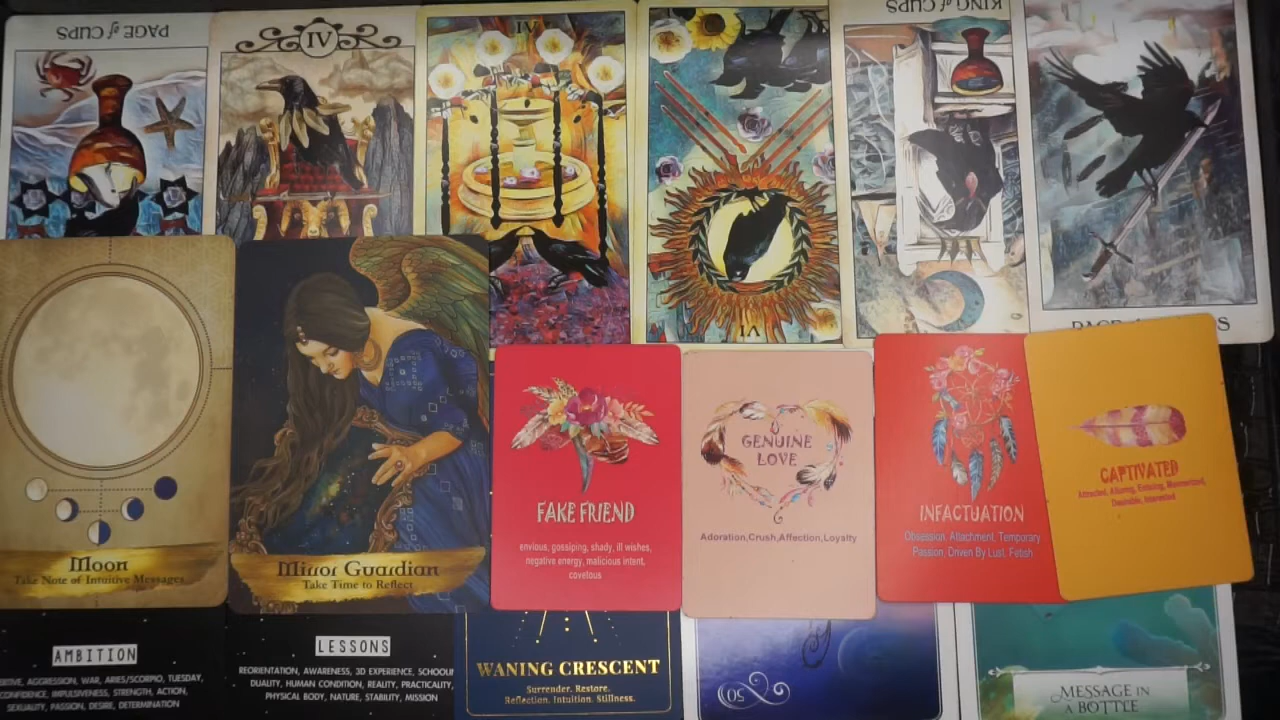 PAGE of CUPS
IV
IV
VI
KING of CUPS
PAGE
Moon
Take Note of Intuitive Messages
Mirror Guardian
Take Time to Reflect
FAKE FRIEND
envious, gossiping, shady, ill wishes,
negative energy, malicious intent,
covetous
GENUINE
LOVE
Adoration,Crush,Affection,Loyalty
INFACTUATION
Obsession, Attachment, Temporary
Passion, Driven By Lust, Fetish
CAPTIVATED
Attracted, Alluring, Enticing, Mesmerized,
Desirable, Interested
AMBITION
AGGRESSION, WAR, ARIES/SCORPIO, TUESDAY,
CONFIDENCE, IMPULSIVENESS, STRENGTH, ACTION,
SEXUALITY, PASSION, DESIRE, DETERMINATION
LESSONS
REORIENTATION, AWARENESS, 3D EXPERIENCE,
DUALITY, HUMAN CONDITION, REALITY, PRACTICALITY,
PHYSICAL BODY, NATURE, STABILITY, MISSION
WANING CRESCENT
Surrender. Restore.
Reflection. Intuition. Stillness.
50
MESSAGE IN
A BOTTLE